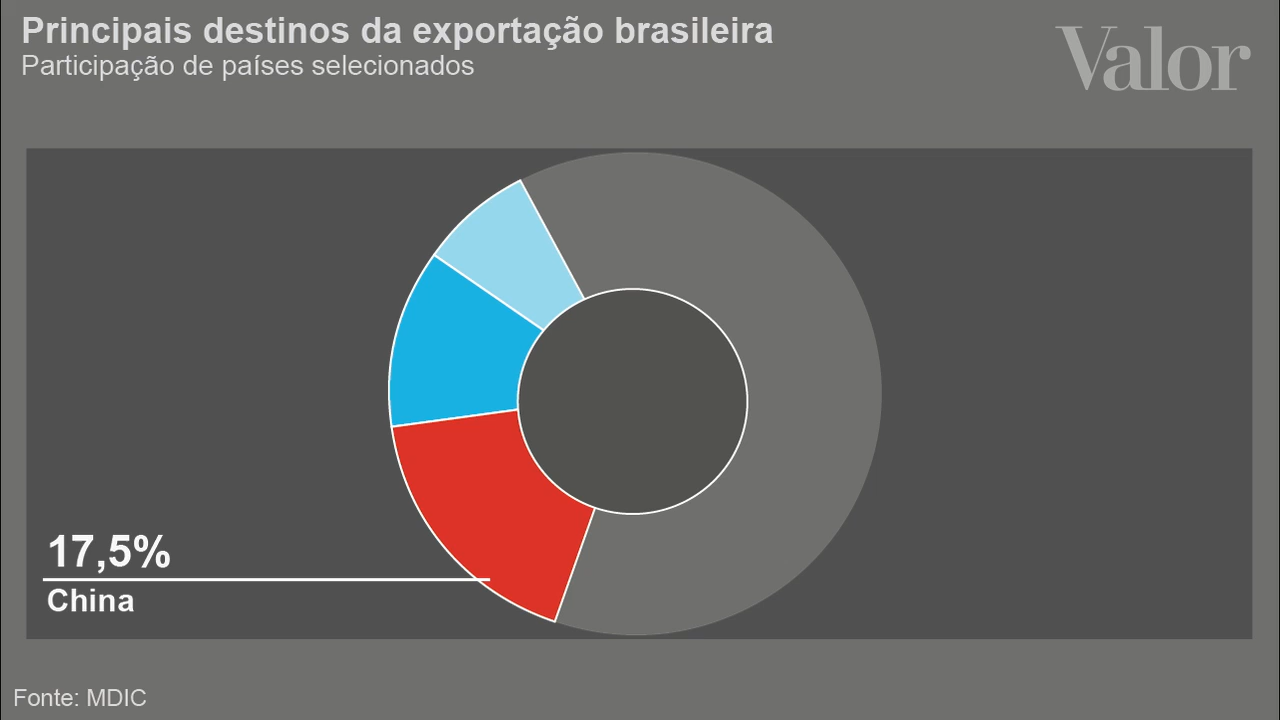 Principais destinos da exportação brasileira
Participação de países selecionados
Valor
17,5%
China
Fonte: MDIC